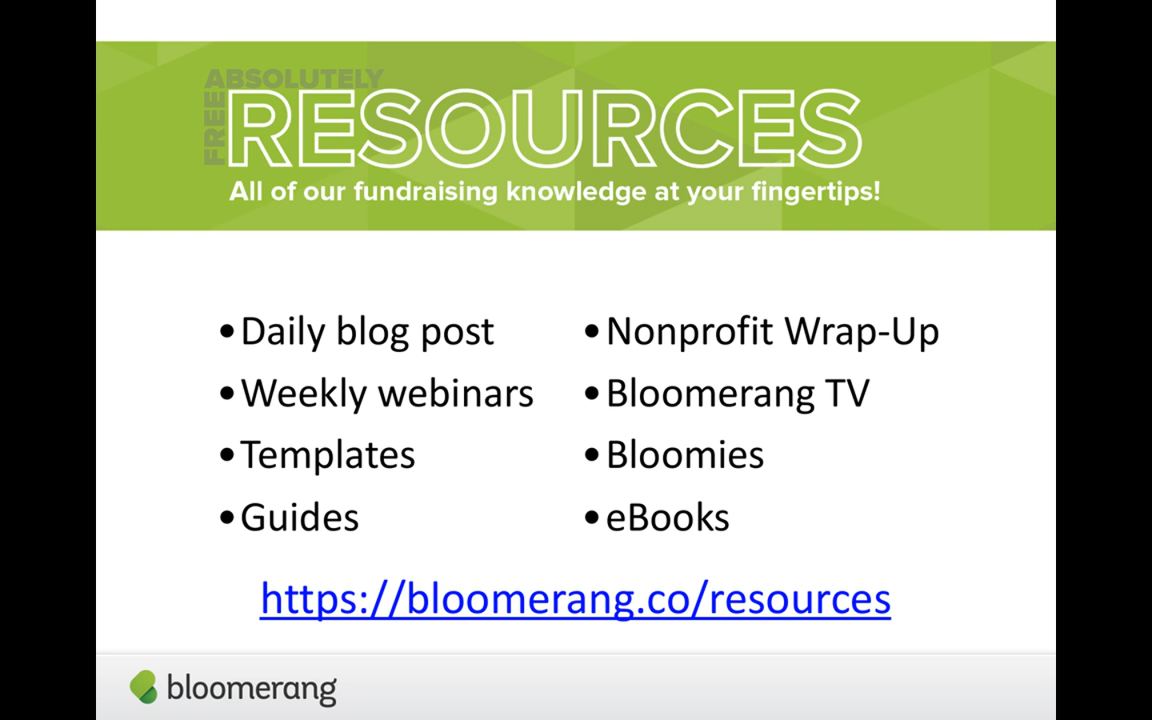 ABSOLUTELY
FREE
RESOURCES
All of our fundraising knowledge at your fingertips!
•Daily blog post
•Weekly webinars
•Templates
•Guides
•Nonprofit Wrap-Up
•Bloomerang TV
•Bloomies
•eBooks
https://bloomerang.co/resources
bloomerang